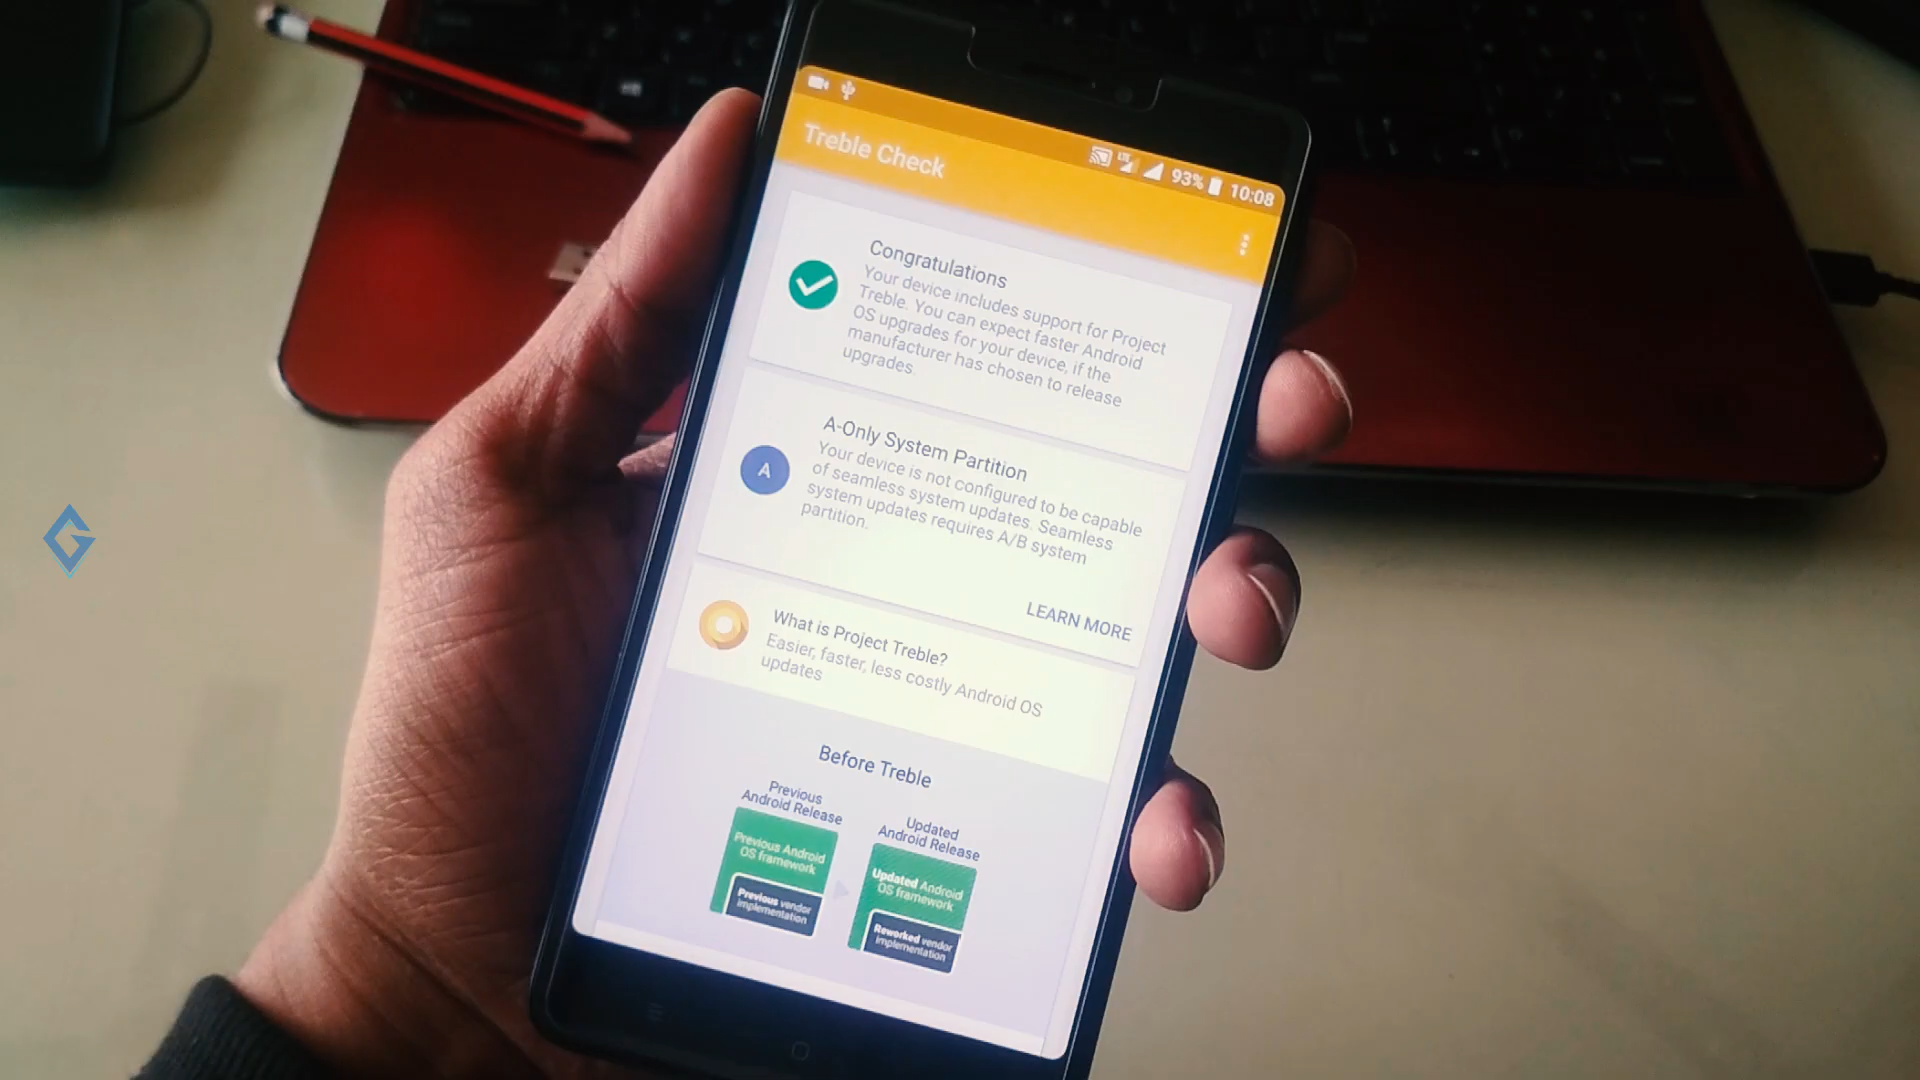 LTE 93% 10:08
Treble Check
Congratulations
Your device includes support for Project
Treble. You can expect faster Android
OS upgrades for your device, if the
manufacturer has chosen to release
upgrades.
A
A-Only System Partition
Your device is not configured to be capable
of seamless system updates. Seamless
system updates requires A/B system
partition.
LEARN MORE
What is Project Treble?
Easier, faster, less costly Android OS
updates
Before Treble
Previous
Android Release
Previous Android
OS framework
Previous vendor
implementation
Updated
Android Release
Updated Android
OS framework
Reworked vendor
implementation